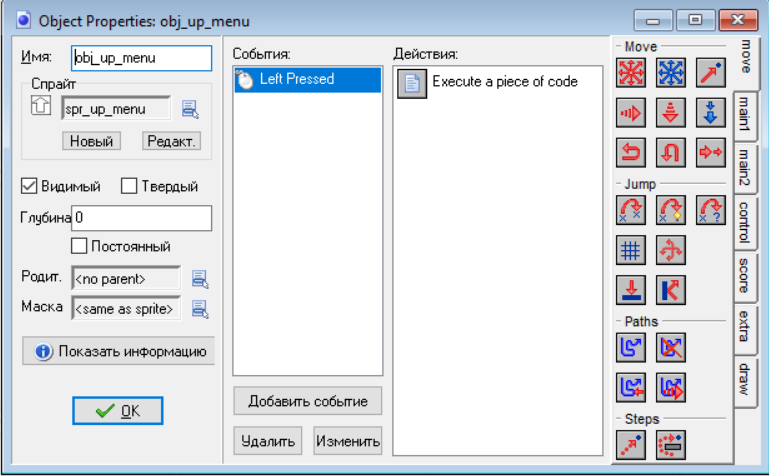 Object Properties: obj_up_menu
Имя: obj_up_menu
Спрайт
spr_up_menu
Новый Редакт.
Видимый Твердый
Глубина 0
Постоянный
Родит. <no parent>
Маска <same as sprite>
Показать информацию
OK
События:
Left Pressed
Добавить событие
Удалить Изменить
Действия:
Execute a piece of code
Move
Jump
Paths
Steps
move
main1
main2
control
score
extra
draw